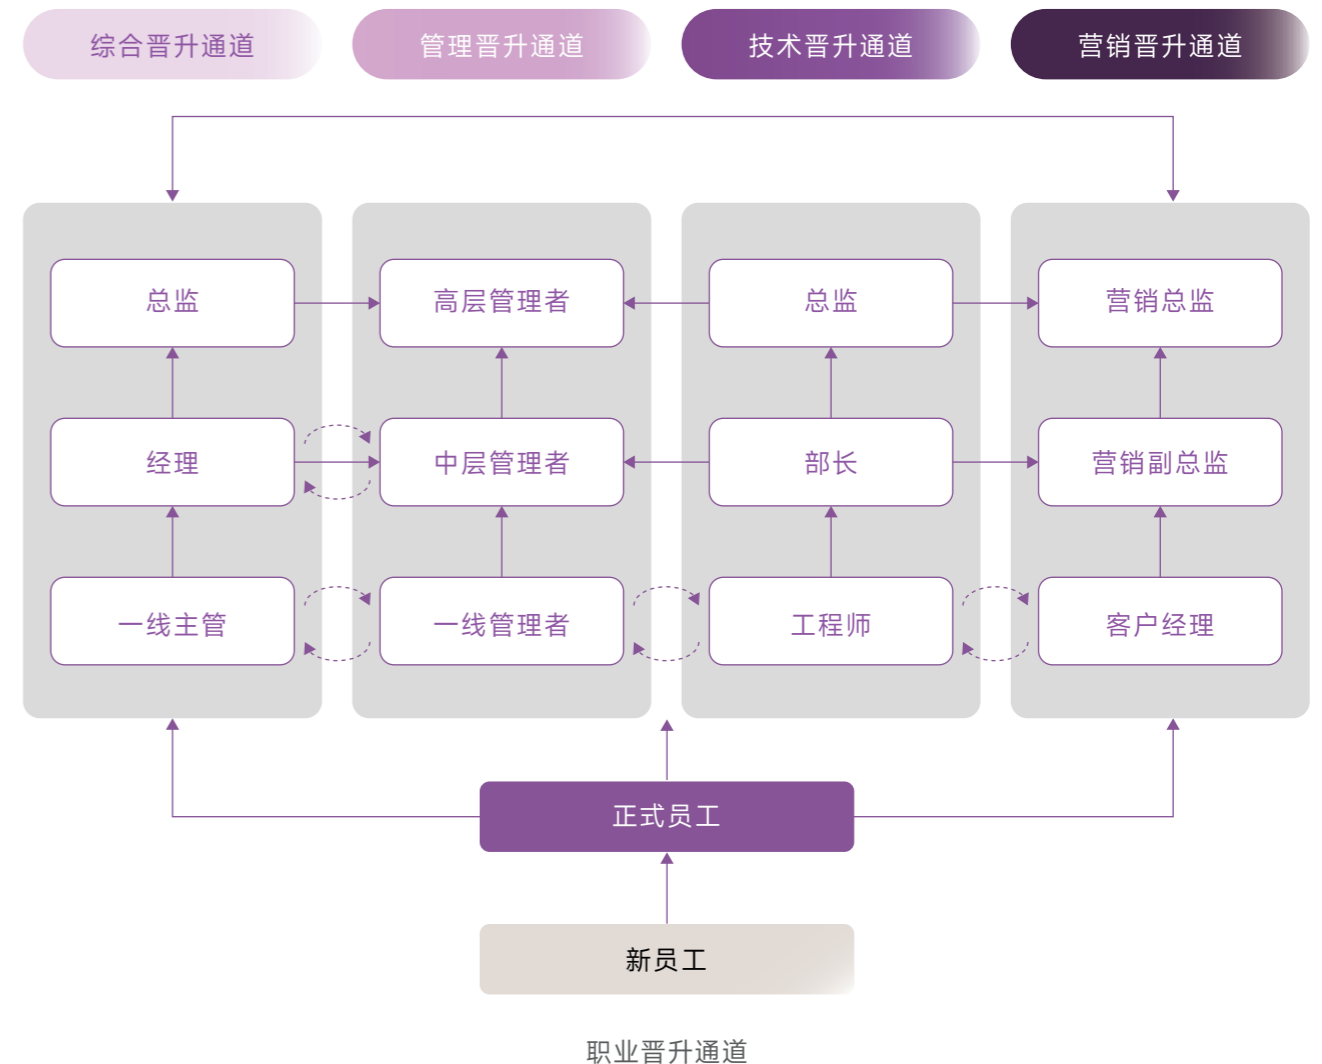 综合晋升通道
管理晋升通道
技术晋升通道
营销晋升通道
总监
高层管理者
总监
营销总监
经理
中层管理者
部长
营销副总监
一线主管
一线管理者
工程师
客户经理
正式员工
新员工
职业晋升通道